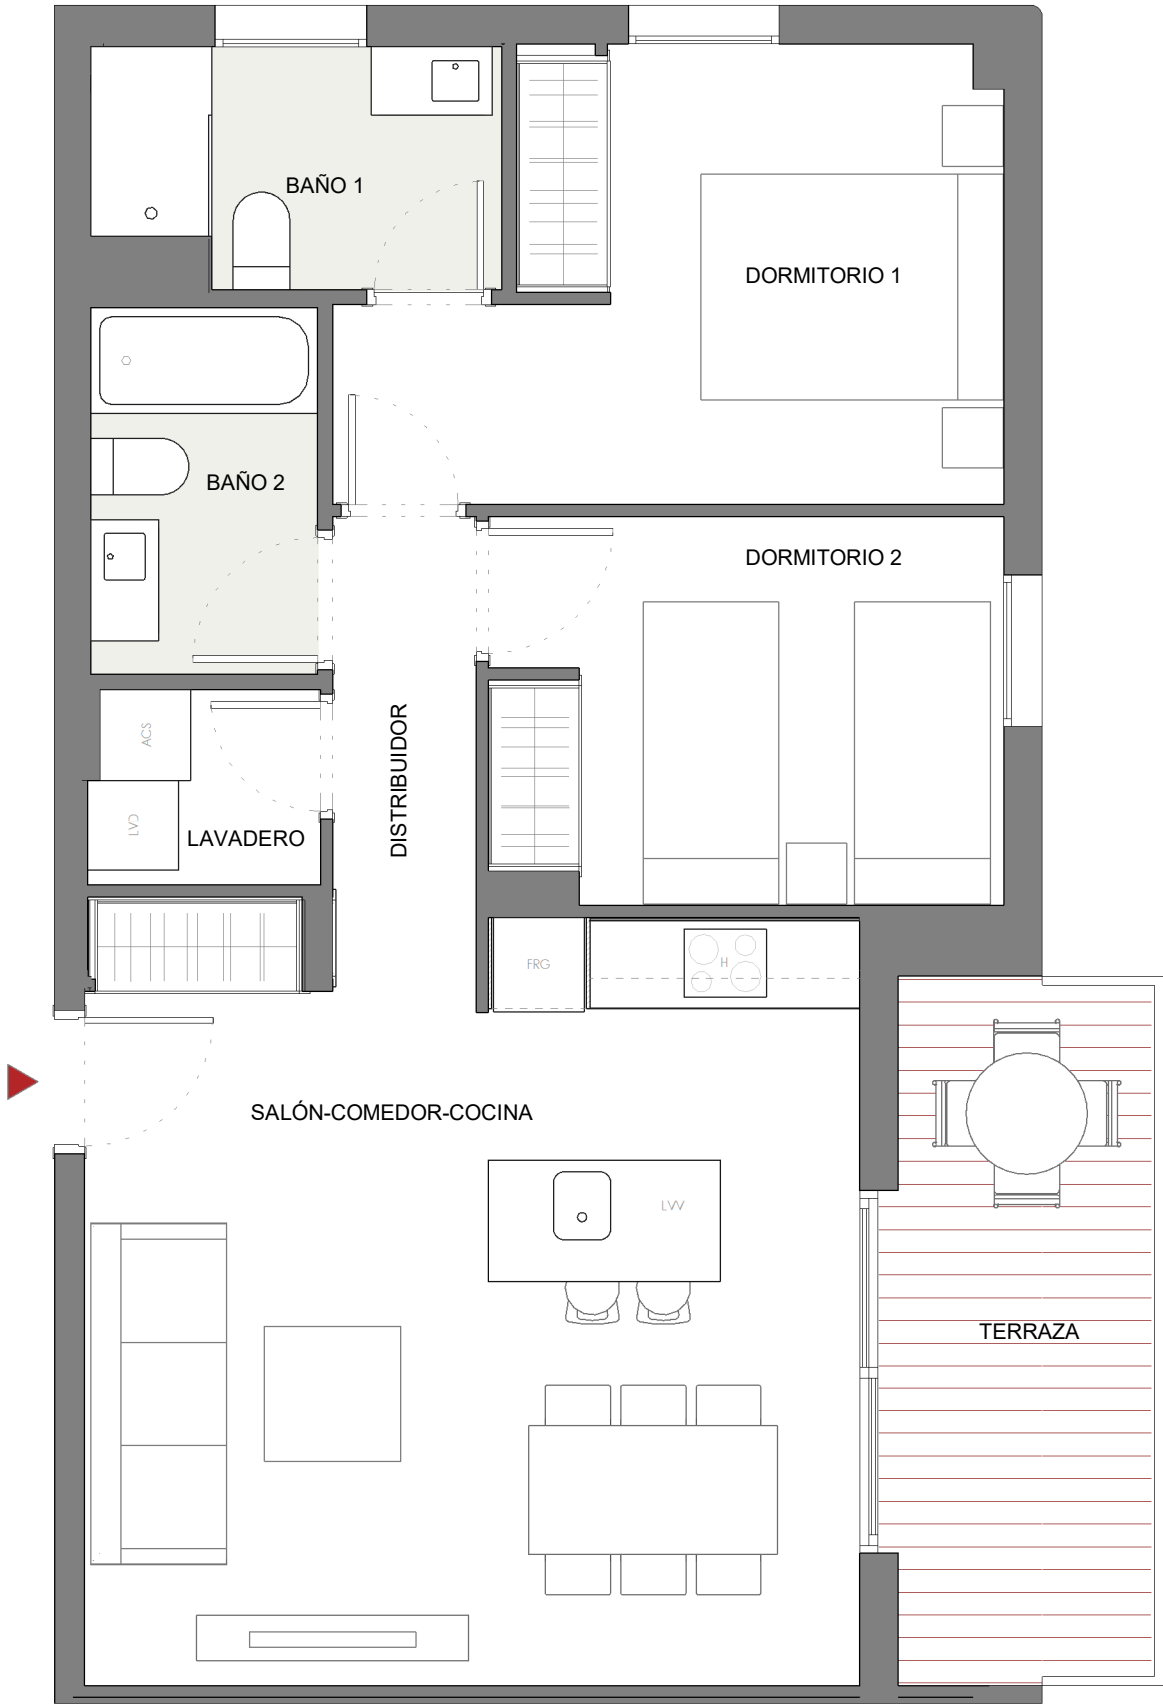 BAÑO 1
DORMITORIO 1
BAÑO 2
DORMITORIO 2
ACS
DISTRIBUIDOR
LVD
LAVADERO
FRG
H
SALÓN-COMEDOR-COCINA
LVV
TERRAZA